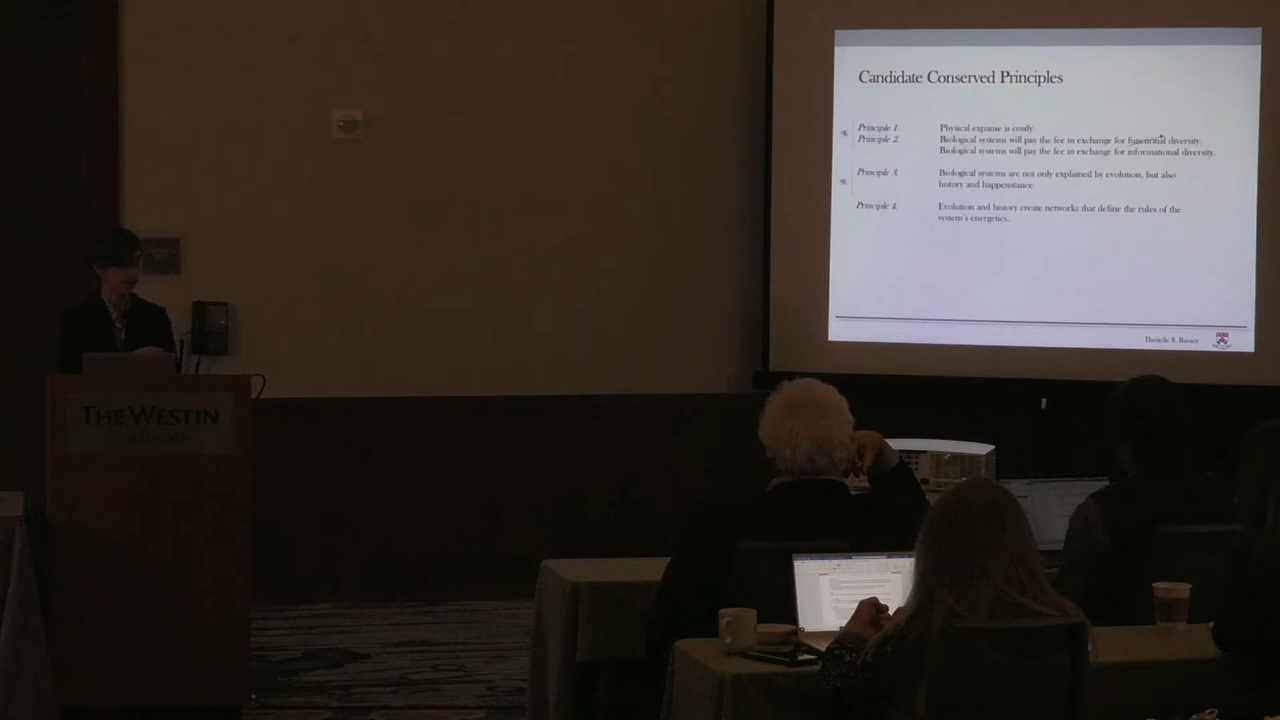 Candidate Conserved Principles
Principle 1. Physical expanse is costly.
Principle 2. Biological systems will pay the fee in exchange for functional diversity.
Biological systems will pay the fee in exchange for informational diversity.
Principle 3. Biological systems are not only explained by evolution, but also
history and happenstance.
Principle 4. Evolution and history create networks that define the rules of the
system's energetics.
Danielle S. Bassett
THE WESTIN